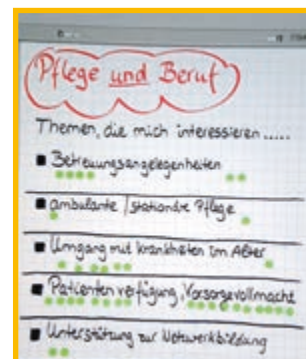 Pflege und Beruf
Themen, die mich interessieren .....
Betreuungsangelegenheiten
ambulante / stationäre Pflege
Umgang mit Krankheiten im Alter
Patientenverfügung, Vorsorgevollmacht
Unterstützung zur Netzwerkbildung